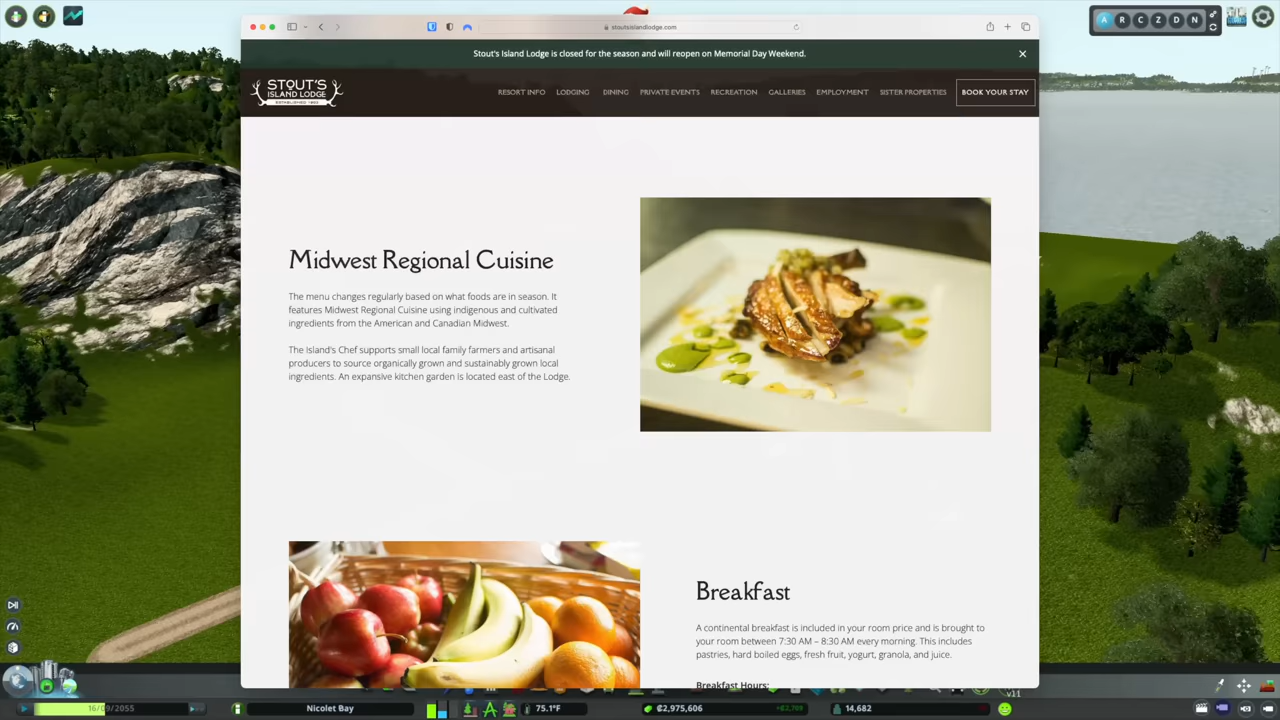 A R C Z D N
stoutsislandlodge.com
Stout's Island Lodge is closed for the season and will reopen on Memorial Day Weekend.
STOUT'S
ISLAND LODGE
ESTABLISHED 1903
RESORT INFO LODGING DINING PRIVATE EVENTS RECREATION GALLERIES EMPLOYMENT SISTER PROPERTIES BOOK YOUR STAY
Midwest Regional Cuisine
The menu changes regularly based on what foods are in season. It
features Midwest Regional Cuisine using indigenous and cultivated
ingredients from the American and Canadian Midwest.
The Island's Chef supports small local family farmers and artisanal
producers to source organically grown and sustainably grown local
ingredients. An expansive kitchen garden is located east of the Lodge.
Breakfast
A continental breakfast is included in your room price and is brought to
your room between 7:30 AM – 8:30 AM every morning. This includes
pastries, hard boiled eggs, fresh fruit, yogurt, granola, and juice.
Breakfast Hours:
v11
Nicolet Bay
75.1°F
₡2,975,606
+₡2,709
14,682